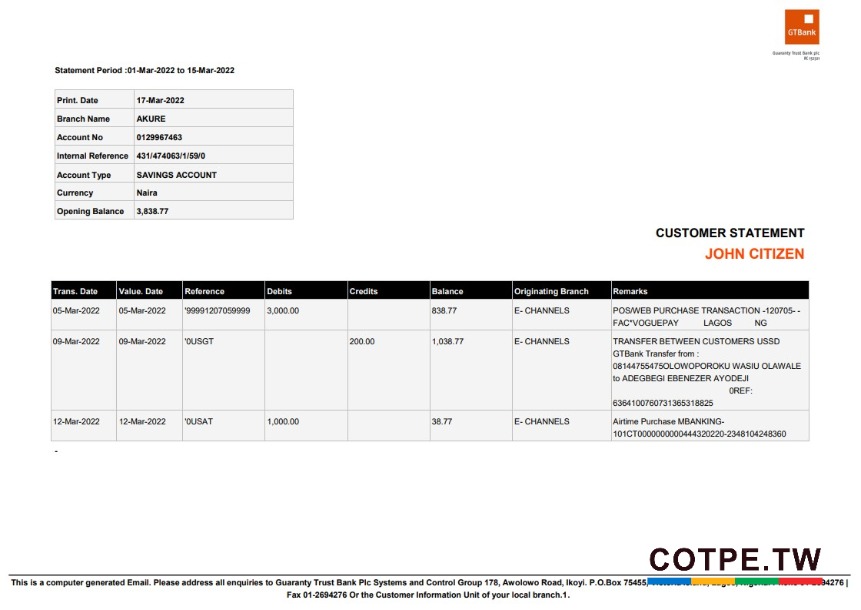 GTBank
Guaranty Trust Bank plc
Statement Period :01-Mar-2022 to 15-Mar-2022
Print. Date 17-Mar-2022
Branch Name AKURE
Account No 0129967463
Internal Reference 431/474063/1/59/0
Account Type SAVINGS ACCOUNT
Currency Naira
Opening Balance 3,838.77
CUSTOMER STATEMENT
JOHN CITIZEN
Trans. Date Value. Date Reference Debits Credits Balance Originating Branch Remarks
05-Mar-2022 05-Mar-2022 '99991207059999 3,000.00 838.77 E- CHANNELS POS/WEB PURCHASE TRANSACTION -120705- -
FAC"VOGUEPAY LAGOS NG
09-Mar-2022 09-Mar-2022 '0USGT 200.00 1,038.77 E- CHANNELS TRANSFER BETWEEN CUSTOMERS USSD
GTBank Transfer from :
08144755475OLOWOPOROKU WASIU OLAWALE
to ADEGBEGI EBENEZER AYODEJI
0REF:
6364100760731365318825
12-Mar-2022 12-Mar-2022 '0USAT 1,000.00 38.77 E- CHANNELS Airtime Purchase MBANKING-
101CT0000000000444320220-2348104248360
-
COTPE.TW
This is a computer generated Email. Please address all enquiries to Guaranty Trust Bank Plc Systems and Control Group 178, Awolowo Road, Ikoyi. P.O.Box 75455,
Fax 01-2694276 Or the Customer Information Unit of your local branch.1.